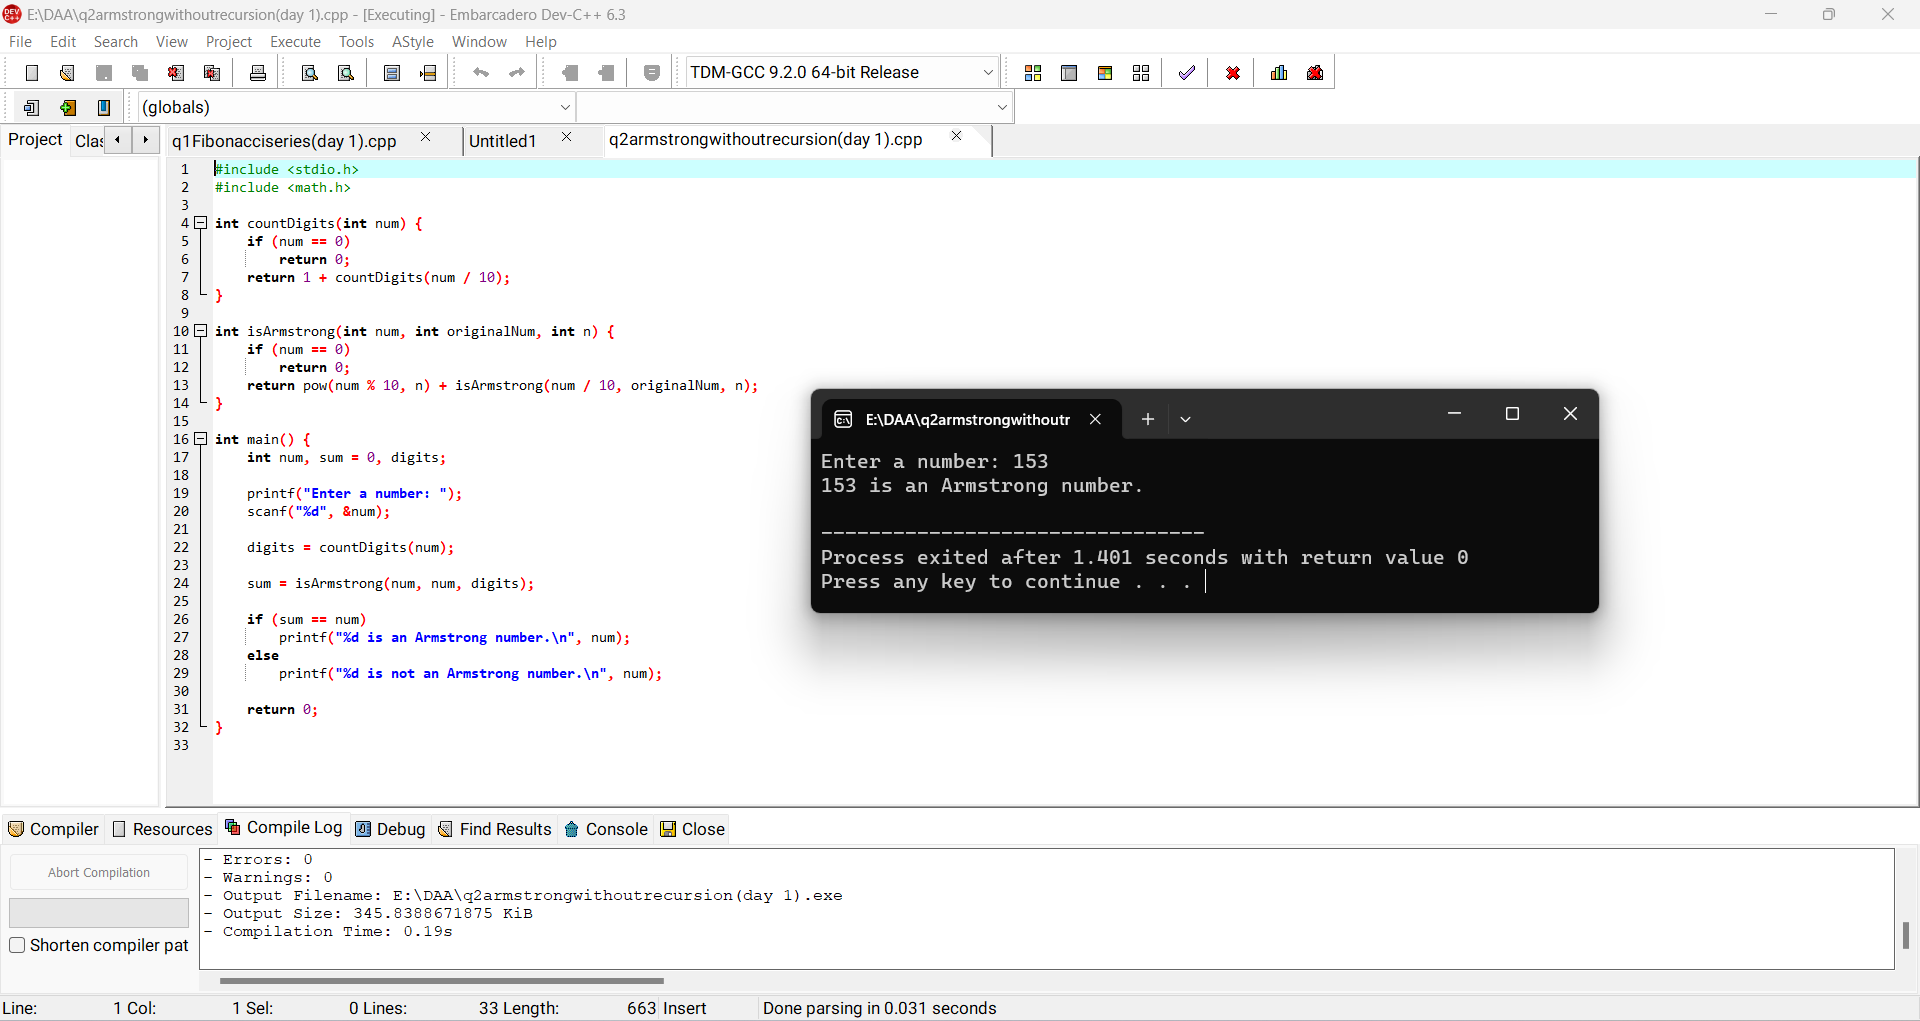 E:\DAA\q2armstrongwithoutrecursion(day 1).cpp - [Executing] - Embarcadero Dev-C++ 6.3
File Edit Search View Project Execute Tools AStyle Window Help
TDM-GCC 9.2.0 64-bit Release
(globals)
Project Clas q1Fibonacciseries(day 1).cpp Untitled1 q2armstrongwithoutrecursion(day 1).cpp
1 #include <stdio.h>
2 #include <math.h>
3
4 int countDigits(int num) {
5 if (num == 0)
6 return 0;
7 return 1 + countDigits(num / 10);
8 }
9
10 int isArmstrong(int num, int originalNum, int n) {
11 if (num == 0)
12 return 0;
13 return pow(num % 10, n) + isArmstrong(num / 10, originalNum, n);
14 }
15
16 int main() {
17 int num, sum = 0, digits;
18
19 printf("Enter a number: ");
20 scanf("%d", &num);
21
22 digits = countDigits(num);
23
24 sum = isArmstrong(num, num, digits);
25
26 if (sum == num)
27 printf("%d is an Armstrong number.\n", num);
28 else
29 printf("%d is not an Armstrong number.\n", num);
30
31 return 0;
32 }
33
E:\DAA\q2armstrongwithoutr
Enter a number: 153
153 is an Armstrong number.
--------------------------------
Process exited after 1.401 seconds with return value 0
Press any key to continue . . .
Compiler Resources Compile Log Debug Find Results Console Close
Abort Compilation
Shorten compiler pat
- Errors: 0
- Warnings: 0
- Output Filename: E:\DAA\q2armstrongwithoutrecursion(day 1).exe
- Output Size: 345.8388671875 KiB
- Compilation Time: 0.19s
Line: 1 Col: 1 Sel: 0 Lines: 33 Length: 663 Insert Done parsing in 0.031 seconds